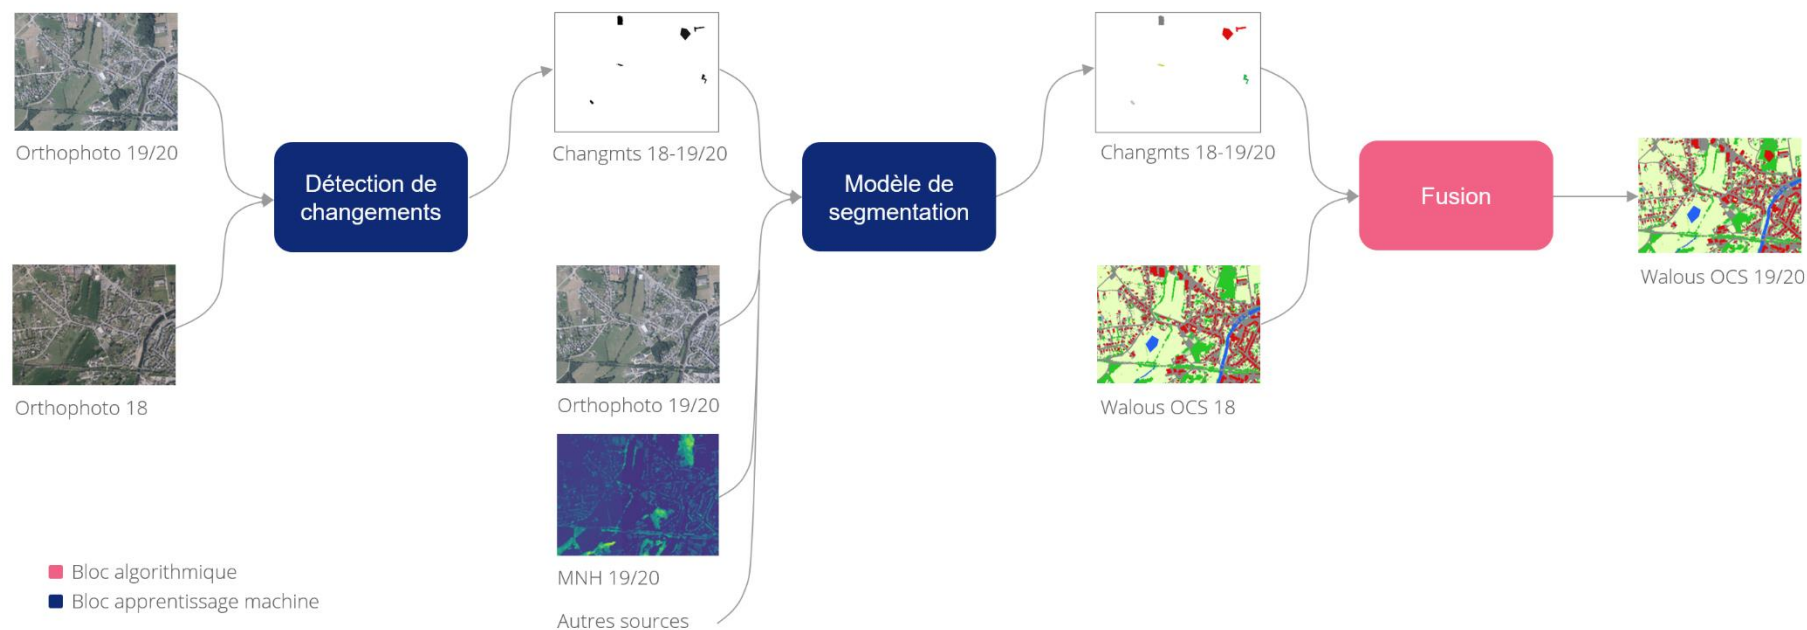 Orthophoto 19/20
Orthophoto 18
Détection de
changements
Changmts 18-19/20
Orthophoto 19/20
MNH 19/20
Autres sources
Modèle de
segmentation
Changmts 18-19/20
Walous OCS 18
Fusion
Walous OCS 19/20
Bloc algorithmique
Bloc apprentissage machine